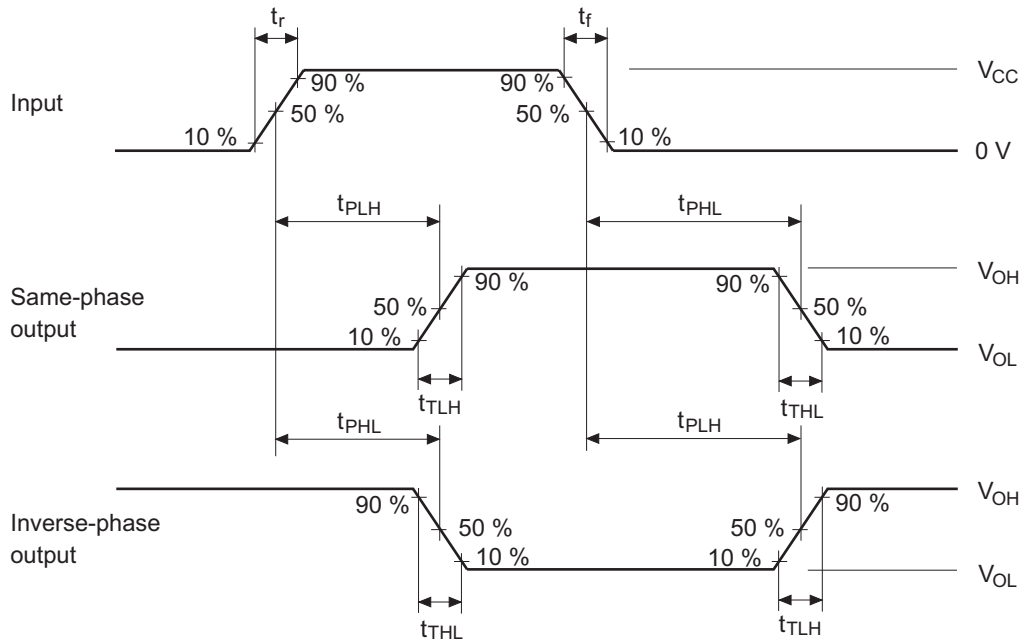 tr
tf
90 %
90 %
VCC
Input
50 %
50 %
10 %
10 %
0 V
tPLH
tPHL
90 %
90 %
VOH
Same-phase
output
50 %
50 %
10 %
10 %
VOL
tTLH
tTHL
tPHL
tPLH
90 %
90 %
VOH
Inverse-phase
output
50 %
50 %
10 %
10 %
VOL
tTHL
tTLH